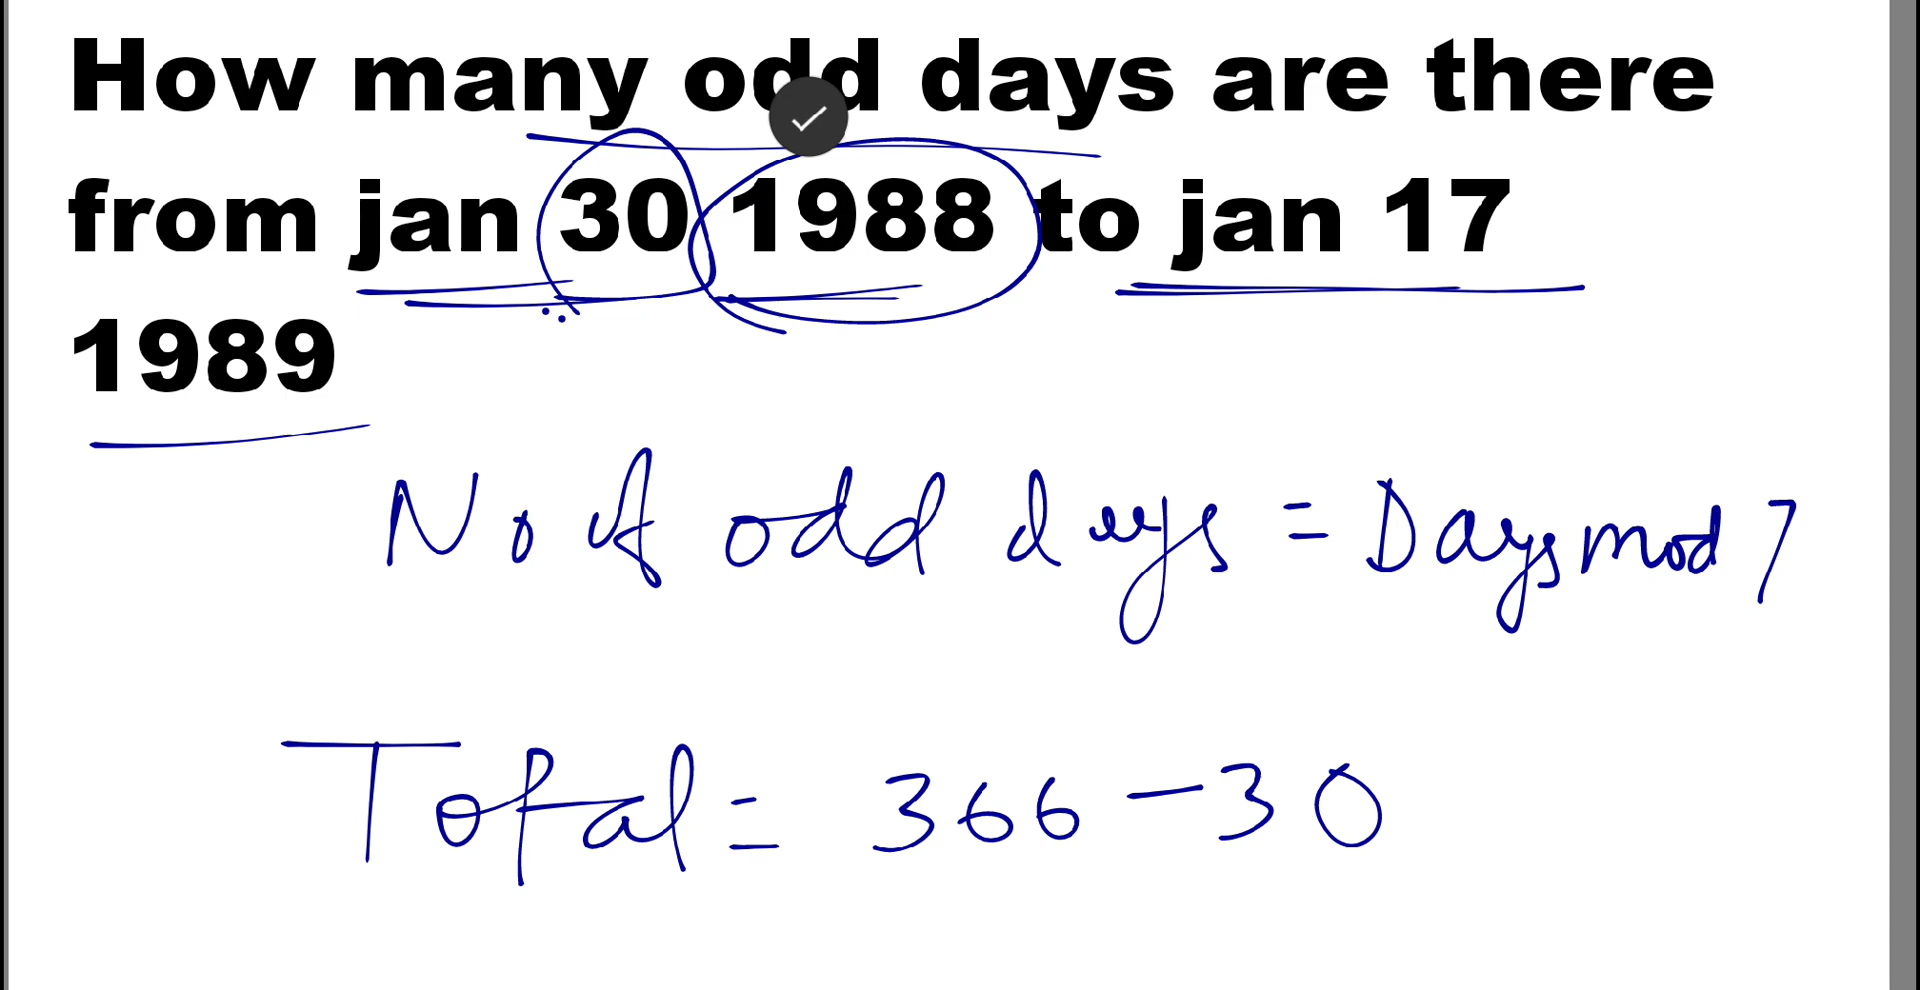 How many odd days are there
from jan 30 1988 to jan 17
1989
No of odd days = Days mod 7
Total = 366 - 30